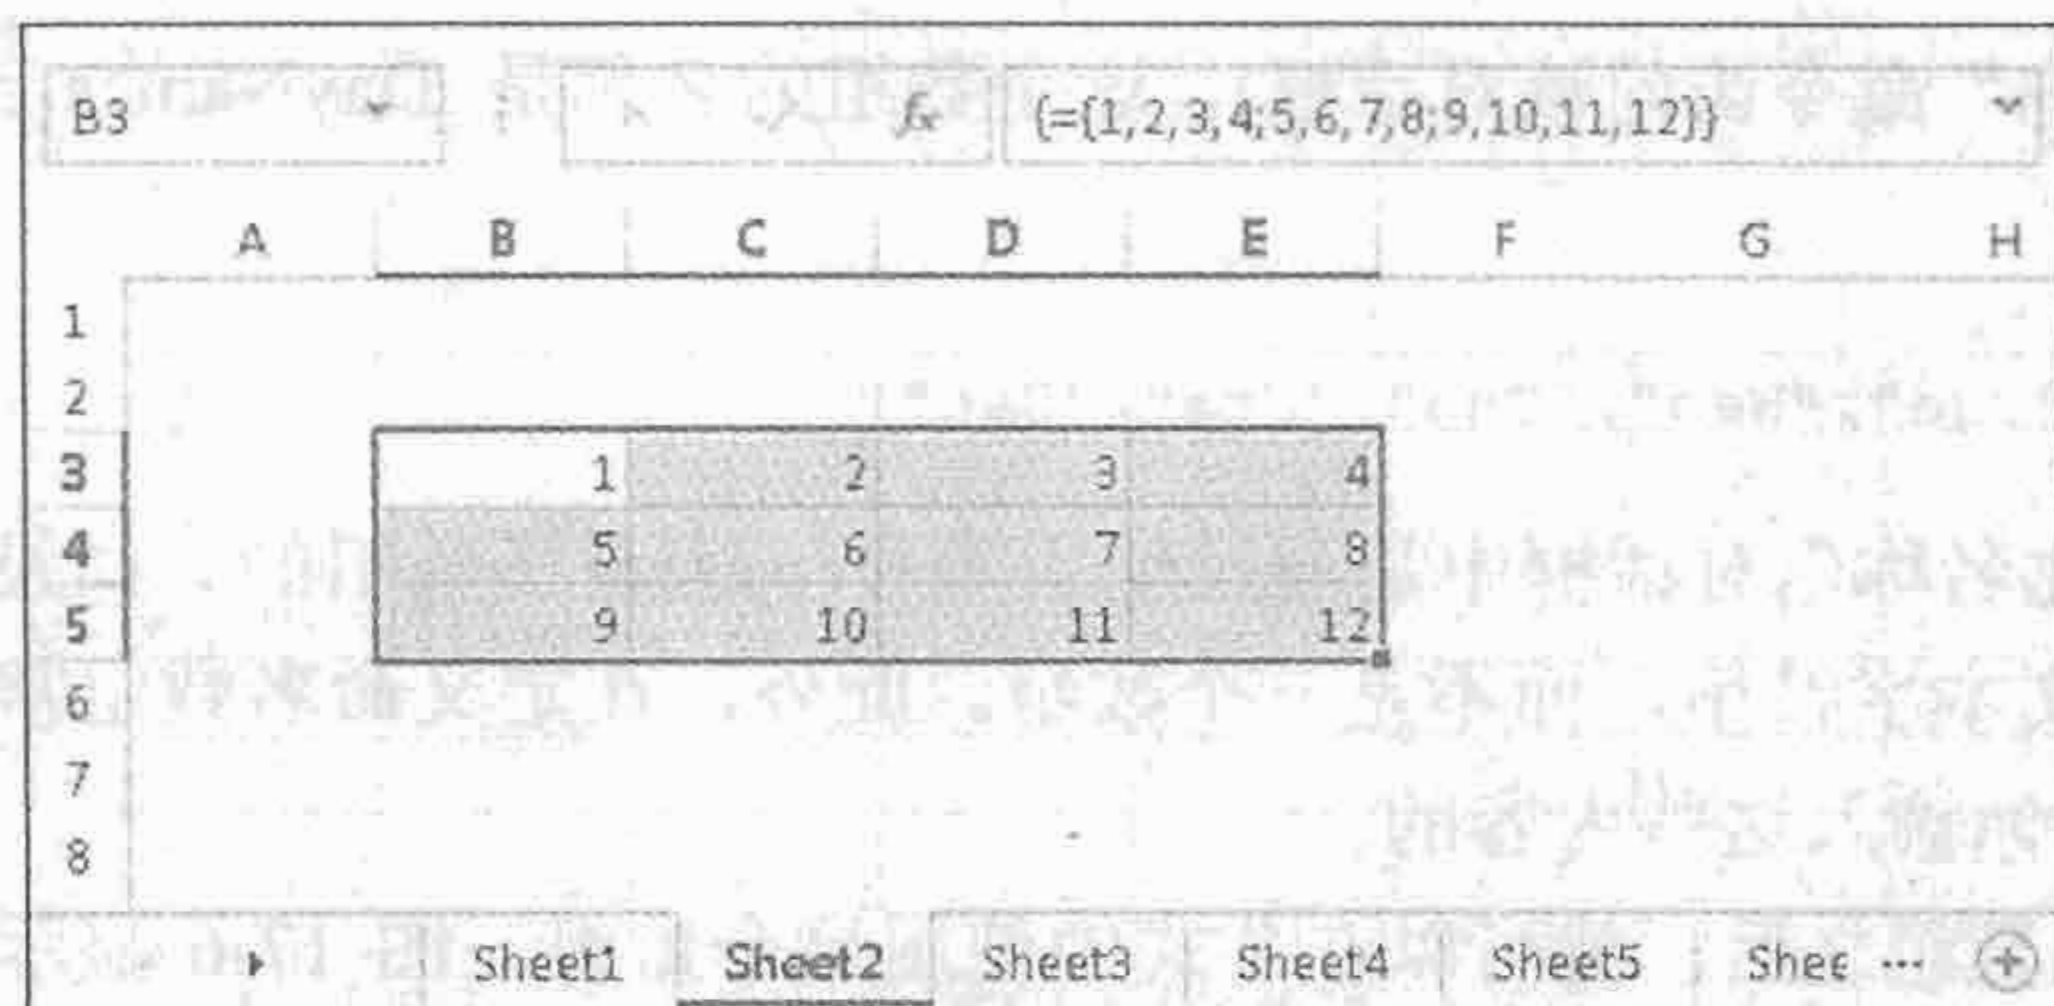 B3 fx {={1,2,3,4;5,6,7,8;9,10,11,12}}
A B C D E F G H
1
2
3 1 2 3 4
4 5 6 7 8
5 9 10 11 12
6
7
8
Sheet1 Sheet2 Sheet3 Sheet4 Sheet5 Shee ...